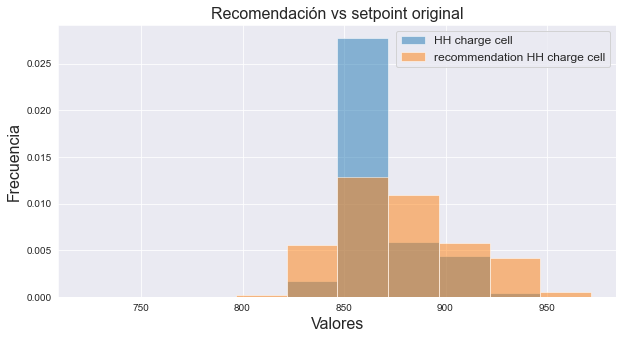 Recomendación vs setpoint original
HH charge cell
recommendation HH charge cell
Frecuencia
0.025
0.020
0.015
0.010
0.005
0.000
750
800
850
900
950
Valores